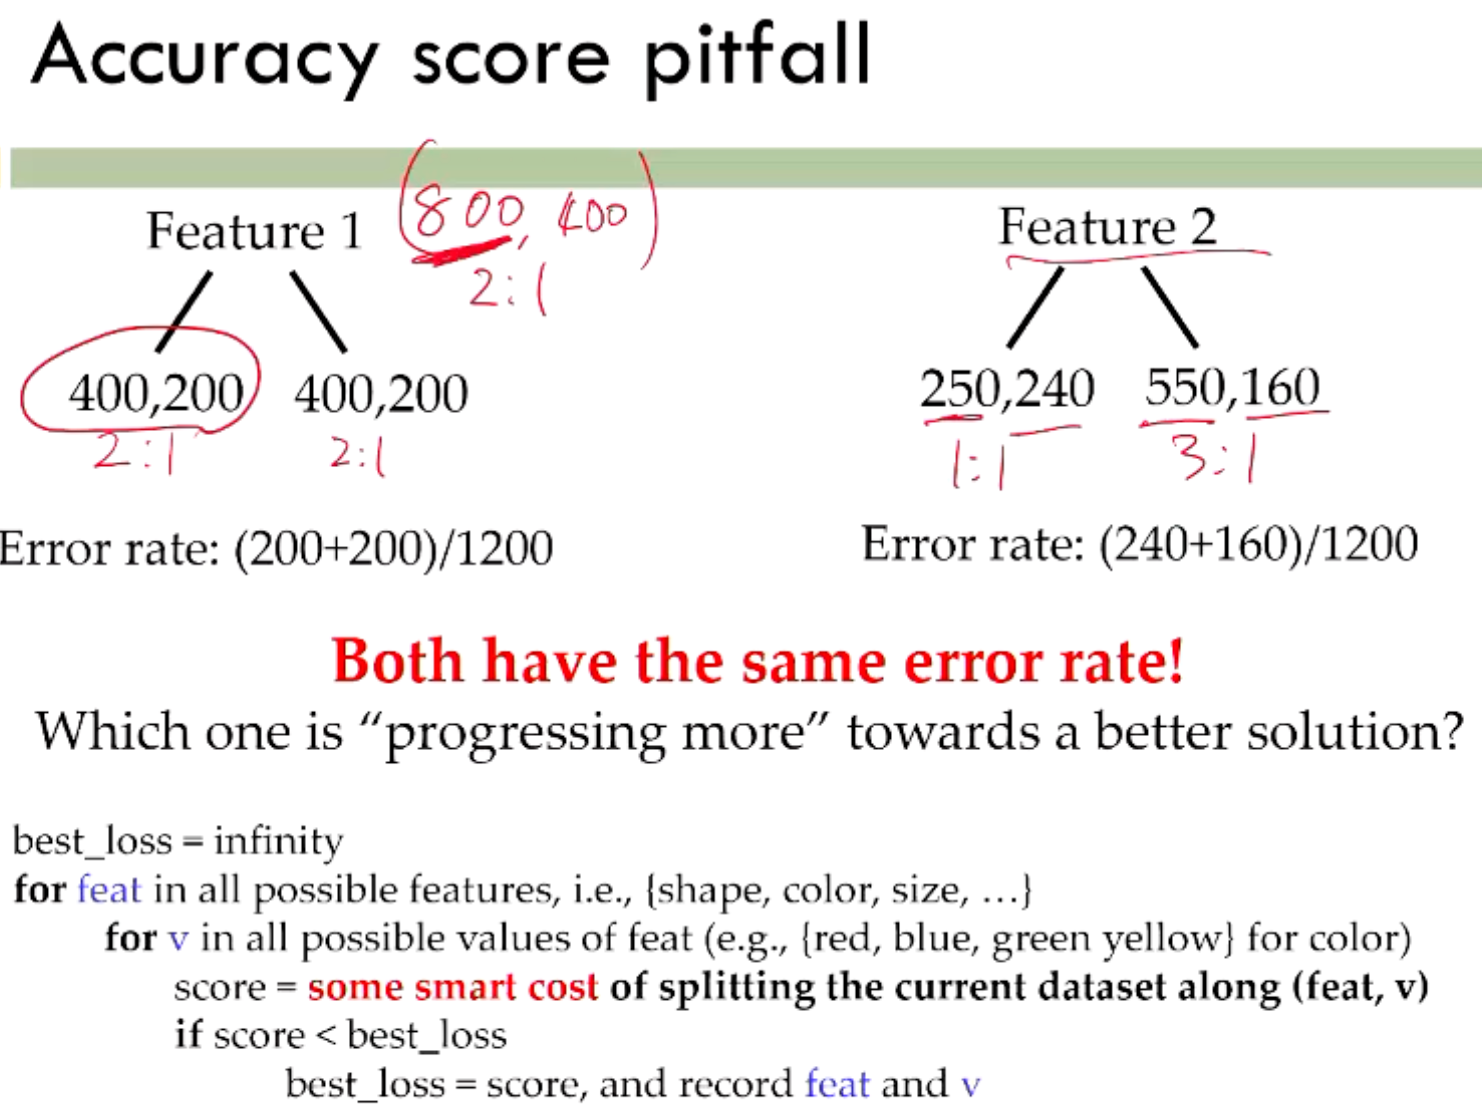 Accuracy score pitfall
Feature 1
(800, 400)
2:1
Feature 2
400,200 400,200
2:1 2:1
250,240 550,160
1:1 3:1
Error rate: (200+200)/1200
Error rate: (240+160)/1200
Both have the same error rate!
Which one is “progressing more” towards a better solution?
best_loss = infinity
for feat in all possible features, i.e., {shape, color, size, …}
for v in all possible values of feat (e.g., {red, blue, green yellow} for color)
score = some smart cost of splitting the current dataset along (feat, v)
if score < best_loss
best_loss = score, and record feat and v